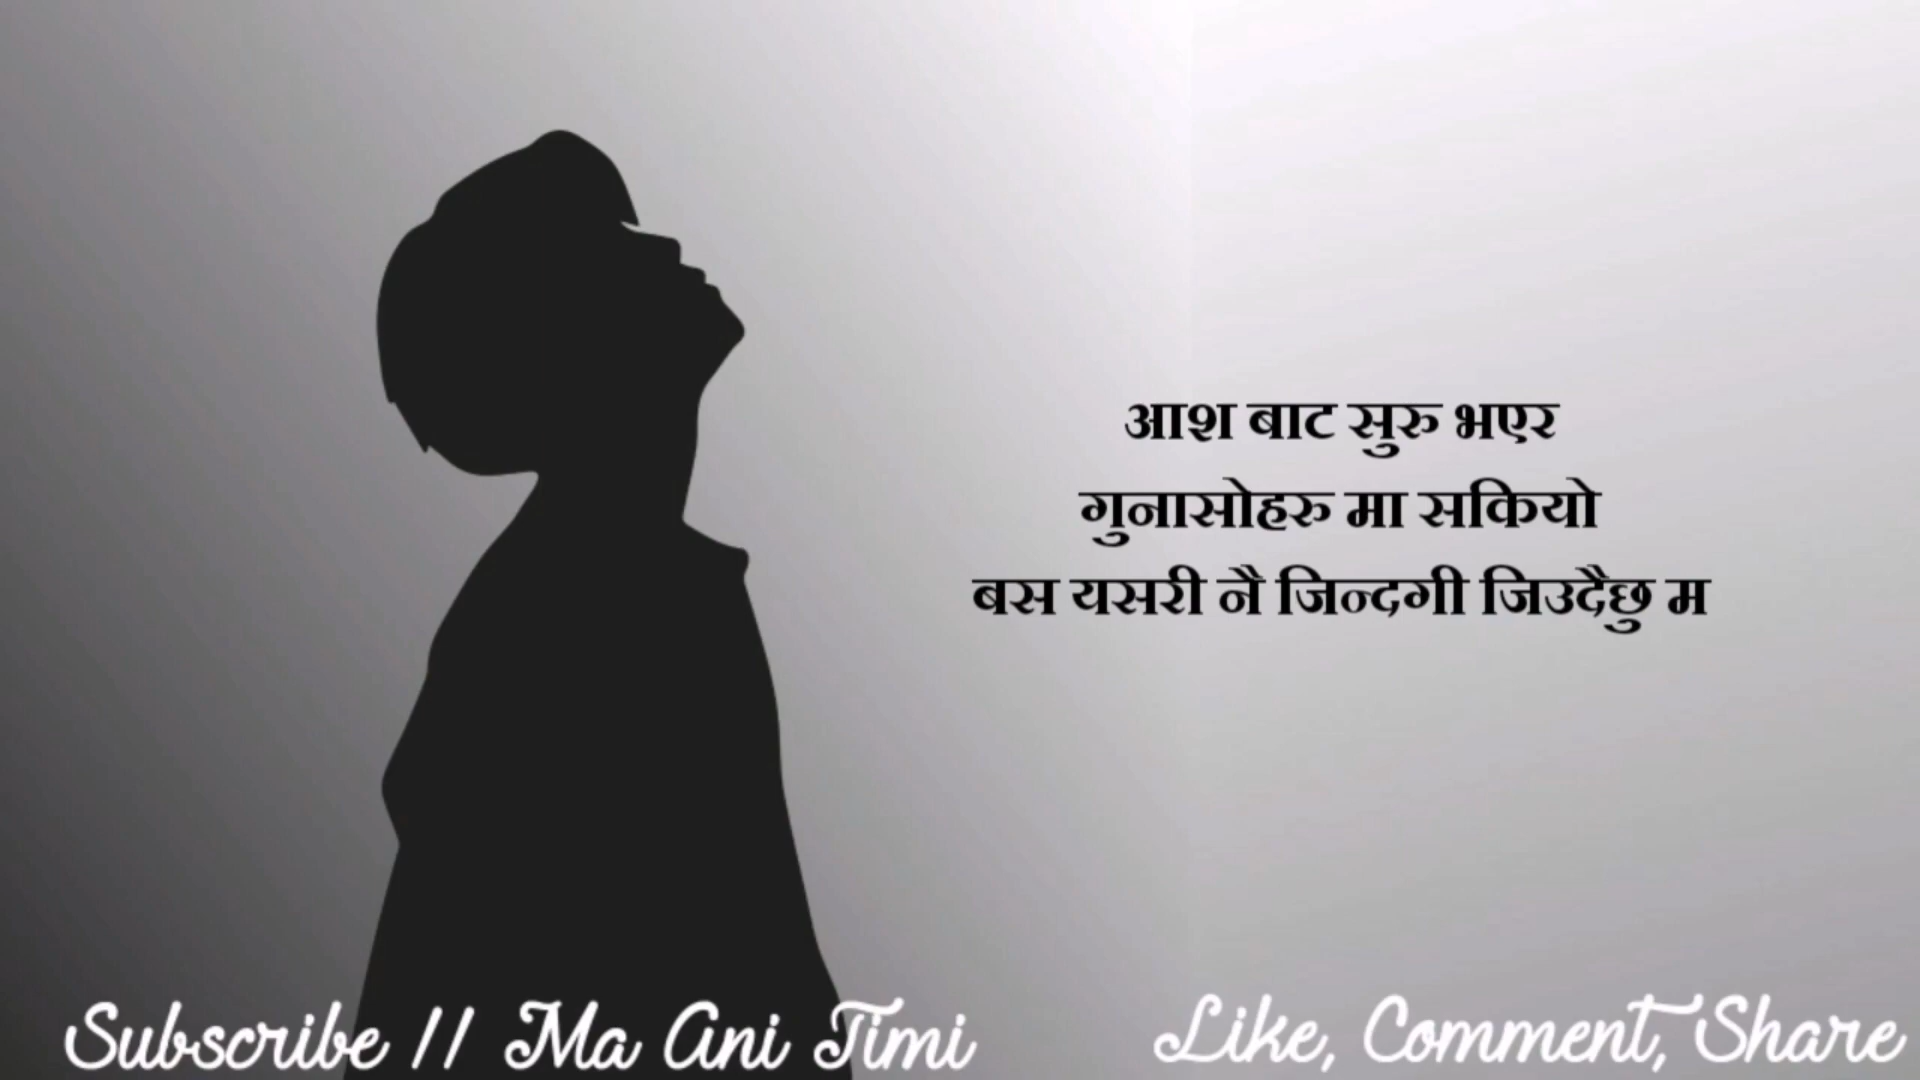 आश बाट सुरु भएर
गुनासोहरु मा सकियो
बस यसरी नै जिन्दगी जिउदैछु म
Subscribe // Ma Ani Timi
Like, Comment, Share